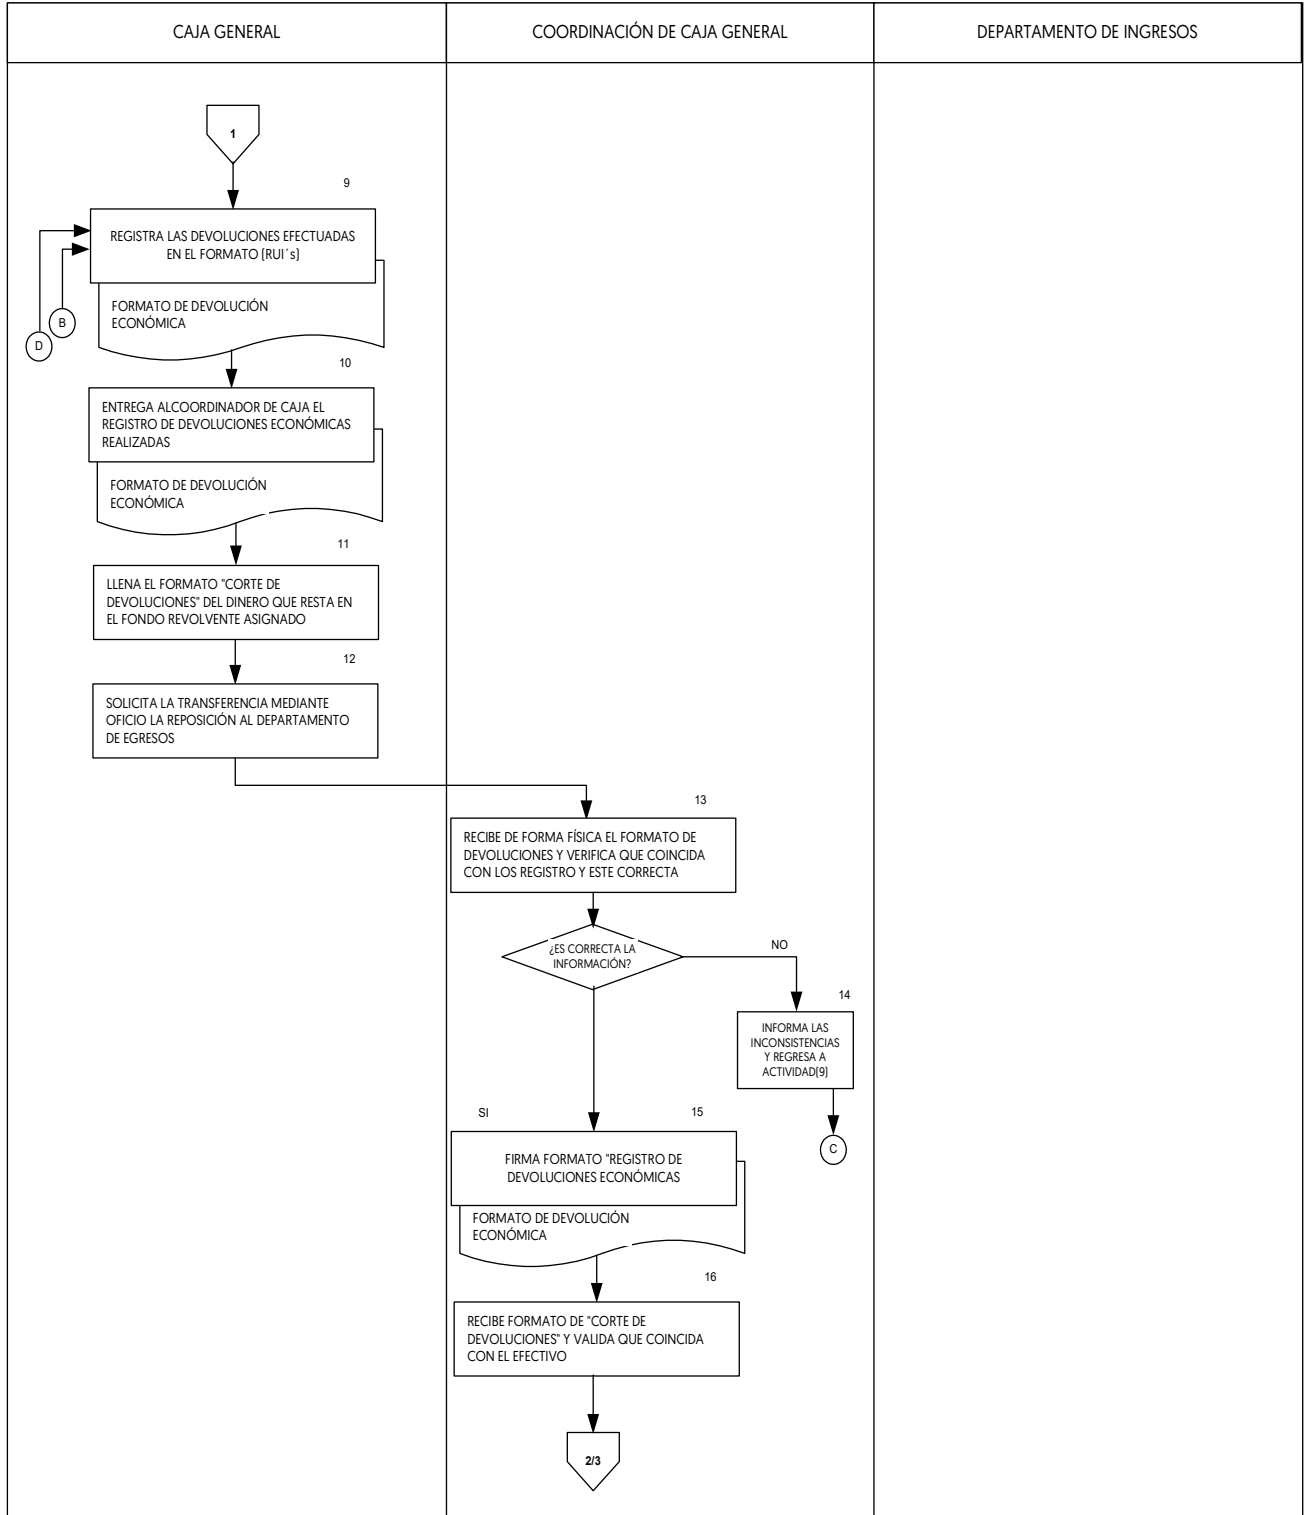 CAJA GENERAL
COORDINACIÓN DE CAJA GENERAL
DEPARTAMENTO DE INGRESOS
1
9
REGISTRA LAS DEVOLUCIONES EFECTUADAS
EN EL FORMATO (RUI´s)
FORMATO DE DEVOLUCIÓN
ECONÓMICA
B
D
10
ENTREGA ALCOORDINADOR DE CAJA EL
REGISTRO DE DEVOLUCIONES ECONÓMICAS
REALIZADAS
FORMATO DE DEVOLUCIÓN
ECONÓMICA
11
LLENA EL FORMATO "CORTE DE
DEVOLUCIONES" DEL DINERO QUE RESTA EN
EL FONDO REVOLVENTE ASIGNADO
12
SOLICITA LA TRANSFERENCIA MEDIANTE
OFICIO LA REPOSICIÓN AL DEPARTAMENTO
DE EGRESOS
13
RECIBE DE FORMA FÍSICA EL FORMATO DE
DEVOLUCIONES Y VERIFICA QUE COINCIDA
CON LOS REGISTRO Y ESTE CORRECTA
¿ES CORRECTA LA
INFORMACIÓN?
NO
14
INFORMA LAS
INCONSISTENCIAS
Y REGRESA A
ACTIVIDAD(9)
C
SI
15
FIRMA FORMATO "REGISTRO DE
DEVOLUCIONES ECONÓMICAS
FORMATO DE DEVOLUCIÓN
ECONÓMICA
16
RECIBE FORMATO DE "CORTE DE
DEVOLUCIONES" Y VALIDA QUE COINCIDA
CON EL EFECTIVO
2/3